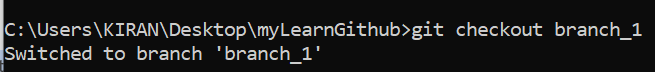 C:\Users\KIRAN\Desktop\myLearnGithub>git checkout branch_1
Switched to branch 'branch_1'